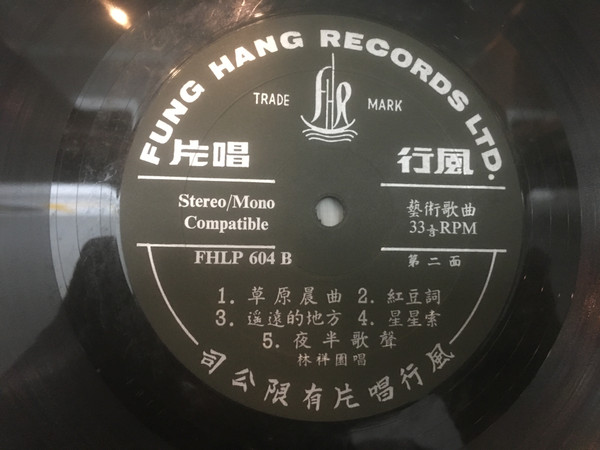 FUNG HANG RECORDS LTD.
TRADE MARK
片唱 行風
Stereo/Mono
Compatible
藝術歌曲
33⅓RPM
FHLP 604 B
第二面
1. 草原晨曲 2. 紅豆詞
3. 遙遠的地方 4. 星星索
5. 夜半歌聲
林祥園唱
司公限有片唱行風